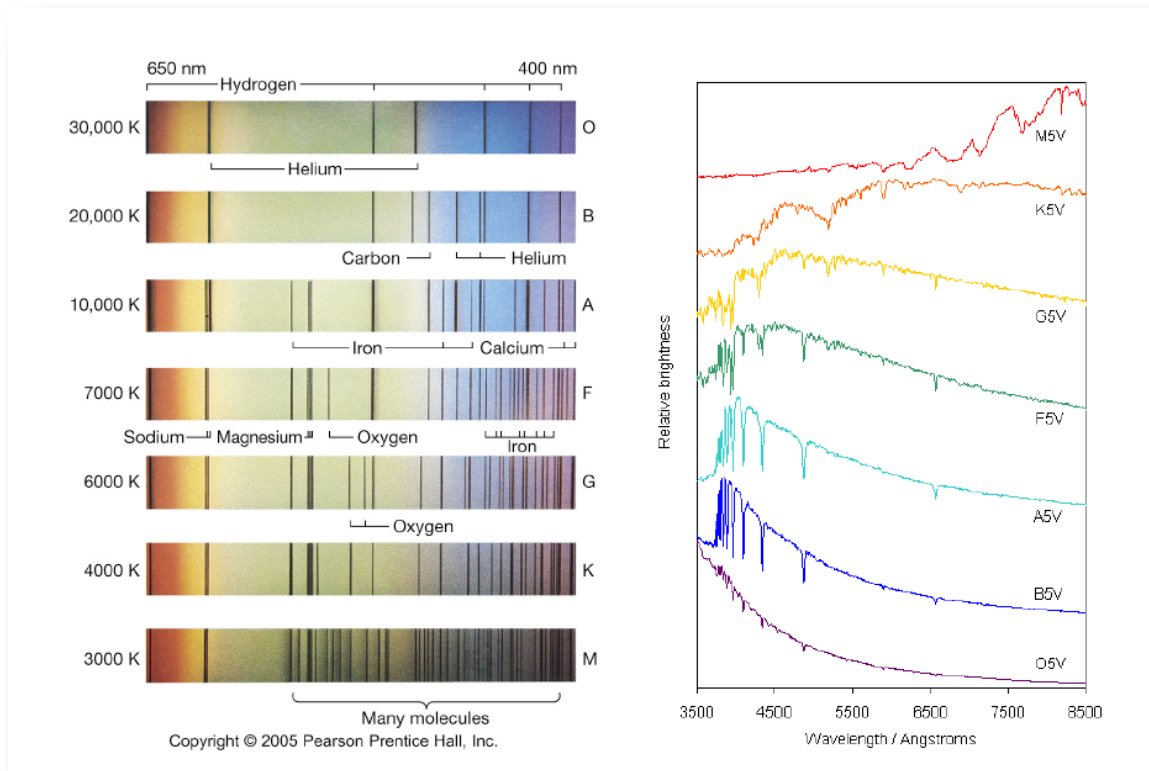 650 nm 400 nm
Hydrogen
30,000 K O
Helium
20,000 K B
Carbon Helium
10,000 K A
Iron Calcium
7000 K F
Sodium Magnesium Oxygen
Iron
6000 K G
Oxygen
4000 K K
3000 K M
Many molecules
Copyright © 2005 Pearson Prentice Hall, Inc.
M5V
K5V
G5V
F5V
A5V
B5V
O5V
Relative brightness
3500 4500 5500 6500 7500 8500
Wavelength / Angstroms